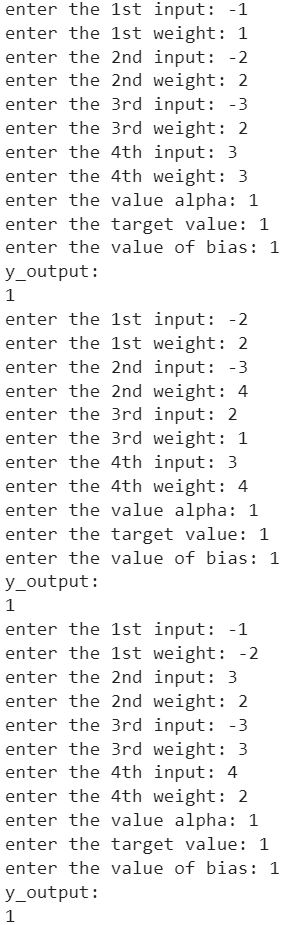 enter the 1st input: -1
enter the 1st weight: 1
enter the 2nd input: -2
enter the 2nd weight: 2
enter the 3rd input: -3
enter the 3rd weight: 2
enter the 4th input: 3
enter the 4th weight: 3
enter the value alpha: 1
enter the target value: 1
enter the value of bias: 1
y_output:
1
enter the 1st input: -2
enter the 1st weight: 2
enter the 2nd input: -3
enter the 2nd weight: 4
enter the 3rd input: 2
enter the 3rd weight: 1
enter the 4th input: 3
enter the 4th weight: 4
enter the value alpha: 1
enter the target value: 1
enter the value of bias: 1
y_output:
1
enter the 1st input: -1
enter the 1st weight: -2
enter the 2nd input: 3
enter the 2nd weight: 2
enter the 3rd input: -3
enter the 3rd weight: 3
enter the 4th input: 4
enter the 4th weight: 2
enter the value alpha: 1
enter the target value: 1
enter the value of bias: 1
y_output:
1